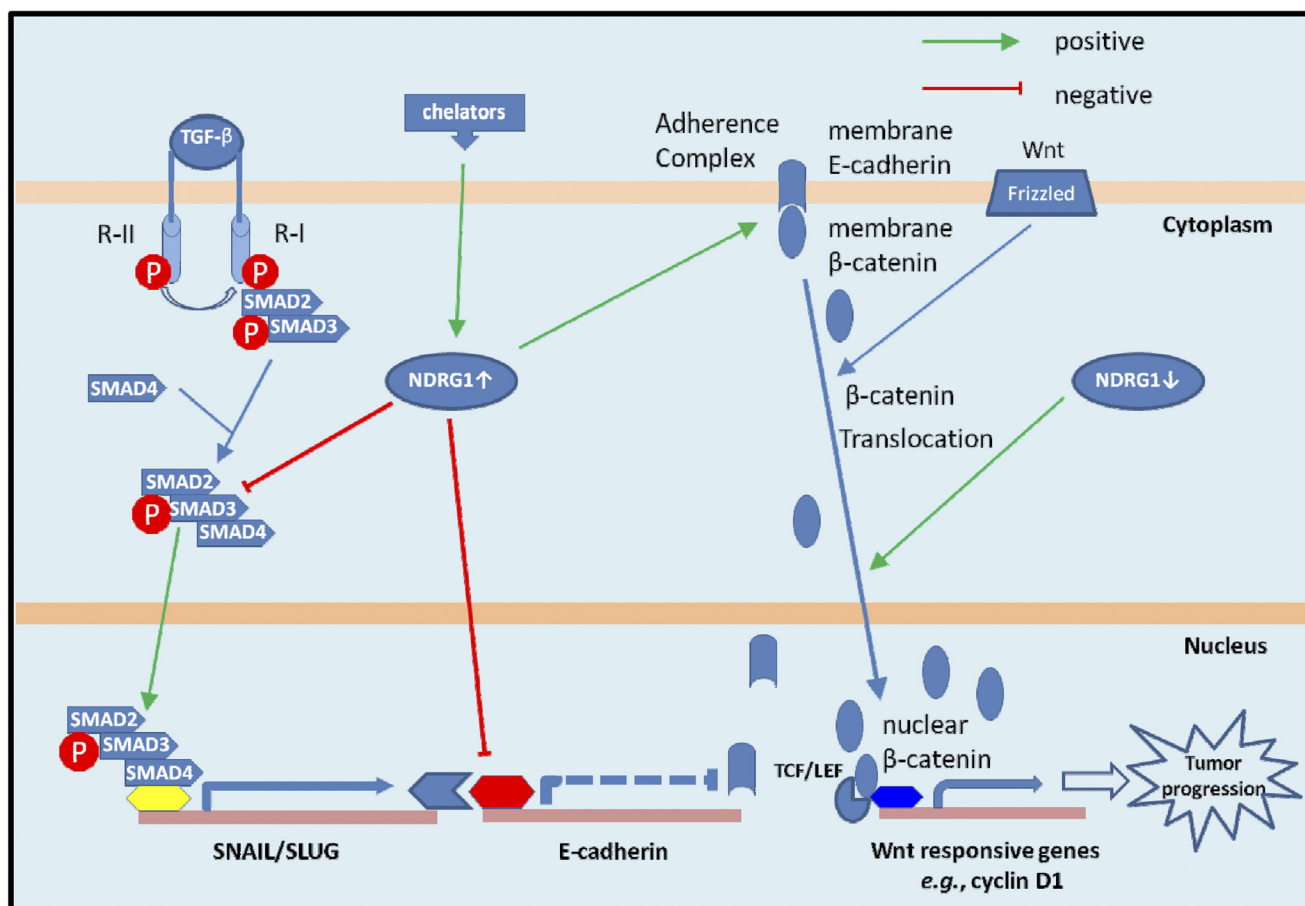 positive
negative
chelators
TGF-β
Adherence
Complex
membrane
E-cadherin
Wnt
Frizzled
Cytoplasm
R-II
R-I
membrane
β-catenin
P
P
SMAD2
P
SMAD3
SMAD4
NDRG1↑
β-catenin
Translocation
NDRG1↓
SMAD2
P
SMAD3
SMAD4
Nucleus
SMAD2
P
SMAD3
SMAD4
nuclear
β-catenin
TCF/LEF
Tumor
progression
SNAIL/SLUG
E-cadherin
Wnt responsive genes
e.g., cyclin D1